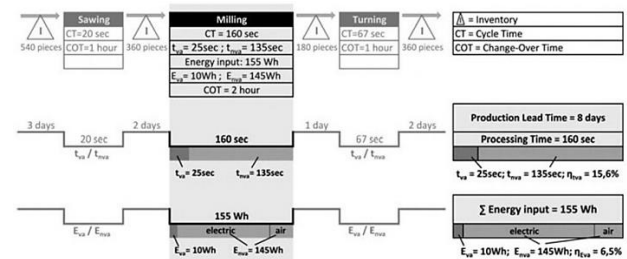 Sawing
CT=20 sec
COT=1 hour
540 pieces
360 pieces
Milling
CT = 160 sec
tva = 25sec ; tnva = 135sec
Energy input: 155 Wh
Eva = 10Wh ; Enva = 145Wh
COT = 2 hour
Turning
CT=67 sec
COT=1 hour
180 pieces
360 pieces
I = Inventory
CT = Cycle Time
COT = Change-Over Time
3 days
20 sec
tva / tnva
2 days
160 sec
tva = 25sec
tnva = 135sec
1 day
67 sec
tva / tnva
2 days
Production Lead Time = 8 days
Processing Time = 160 sec
tva = 25sec; tnva = 135sec; ηtva = 15,6%
Eva / Enva
155 Wh
electric
air
Eva = 10Wh
Enva = 145Wh
Eva / Enva
∑ Energy input = 155 Wh
electric
air
Eva = 10Wh; Enva = 145Wh; ηEva = 6,5%